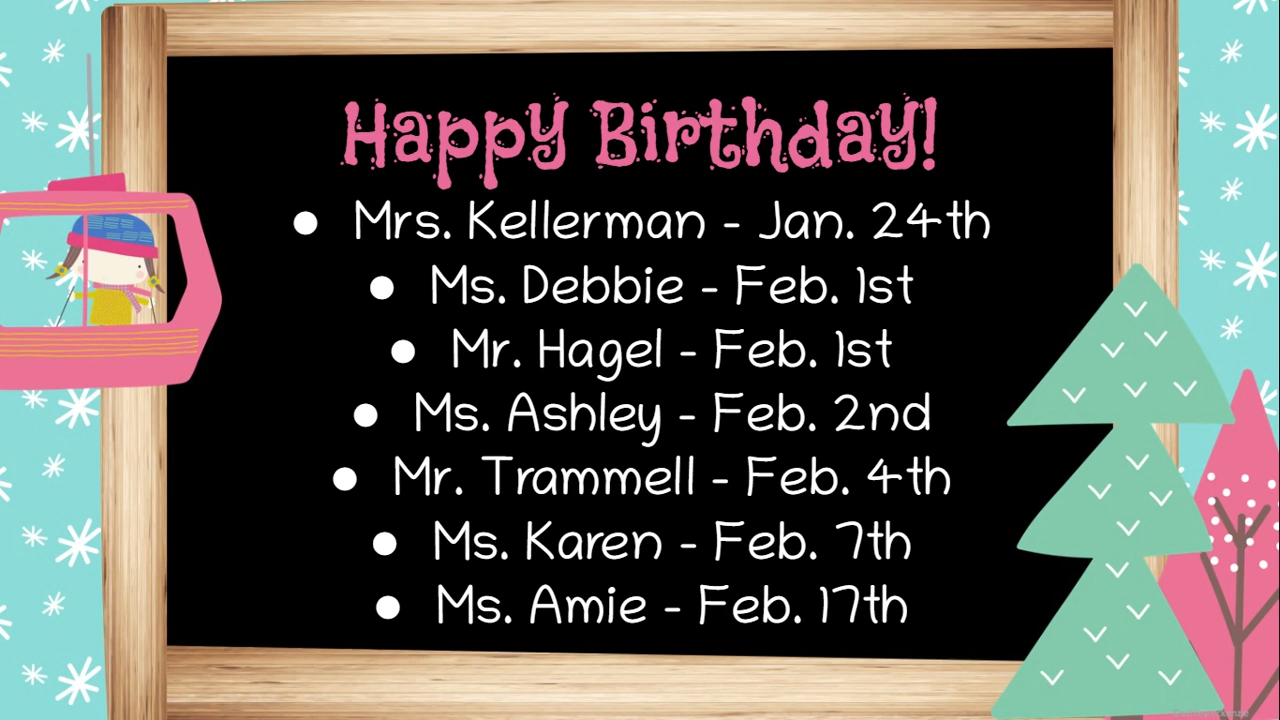 Happy Birthday!
● Mrs. Kellerman - Jan. 24th
● Ms. Debbie - Feb. 1st
● Mr. Hagel - Feb. 1st
● Ms. Ashley - Feb. 2nd
● Mr. Trammell - Feb. 4th
● Ms. Karen - Feb. 7th
● Ms. Amie - Feb. 17th